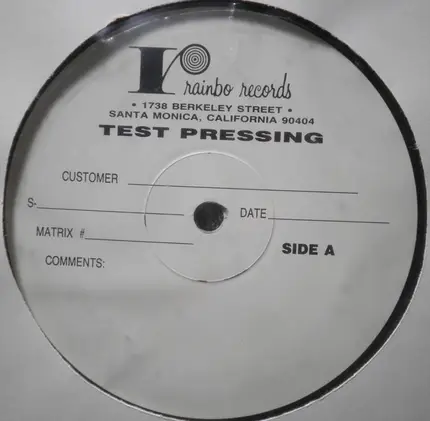 r rainbo records
• 1738 BERKELEY STREET •
SANTA MONICA, CALIFORNIA 90404
TEST PRESSING
CUSTOMER
S- DATE
MATRIX #
SIDE A
COMMENTS: